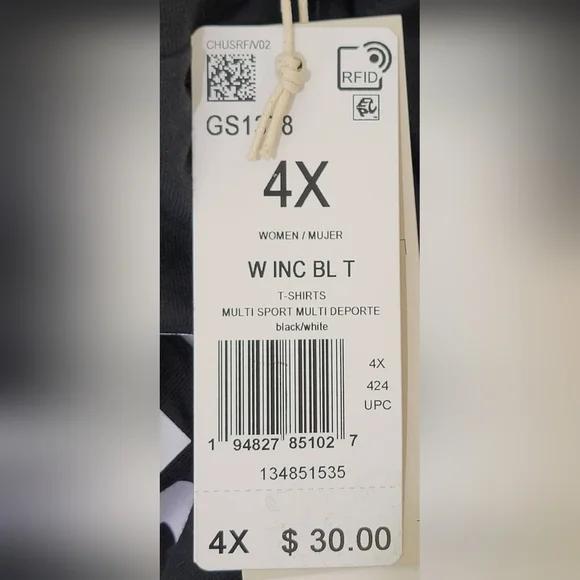 CHUSRF/V02
RFID
EPC
4X
WOMEN / MUJER
W INC BL T
T-SHIRTS
MULTI SPORT MULTI DEPORTE
black/white
4X
424
UPC
1 94827 85102 7
134851535
4X $ 30.00